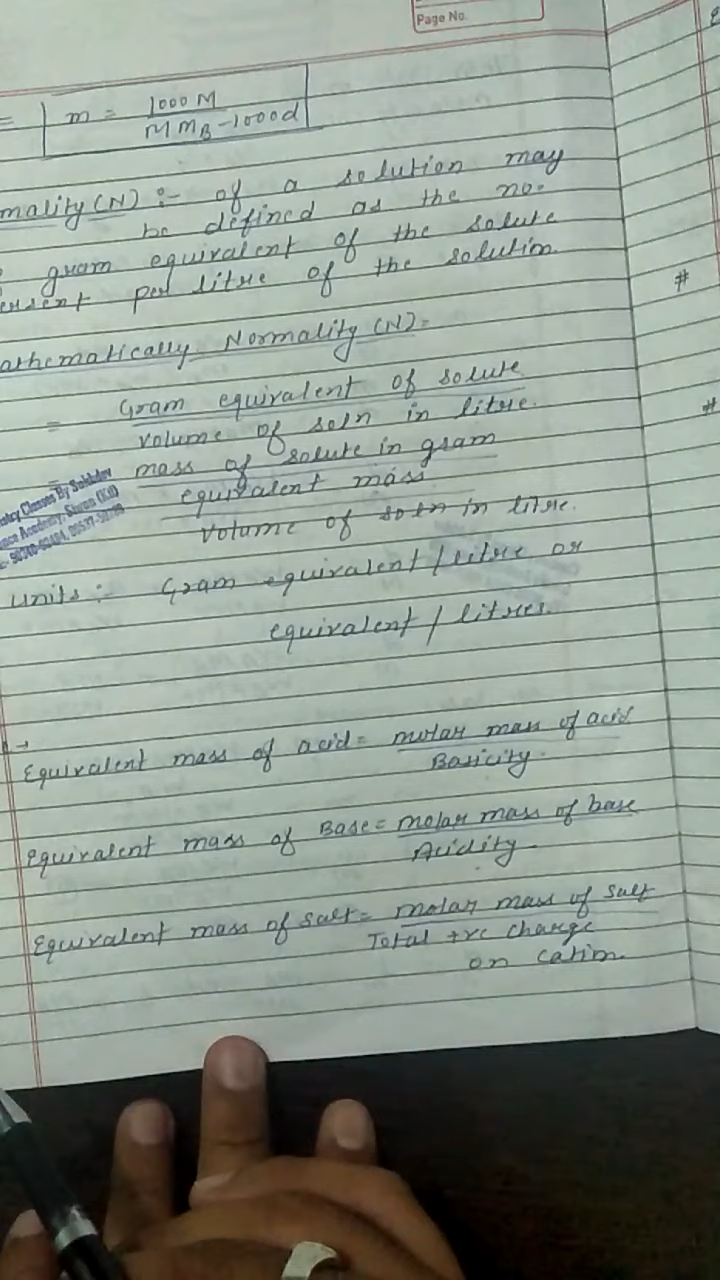 Page No.
= m = 1000 M
M MB - 1000d
mality (N) :- of a solution may
be defined as the no.
gram equivalent of the solute
per litre of the solution
athematically Normality (N) =
= Gram equivalent of solute
volume of soln in litre.
= mass of solute in gram
equivalent mass
volume of soln in litre.
units :- Gram equivalent / litre or
equivalent / litres.
Equivalent mass of acid = molar mass of acid
Basicity.
Equivalent mass of Base = molar mass of base
Acidity.
Equivalent mass of salt = molar mass of salt
Total +ve charge
on cation.
#
#